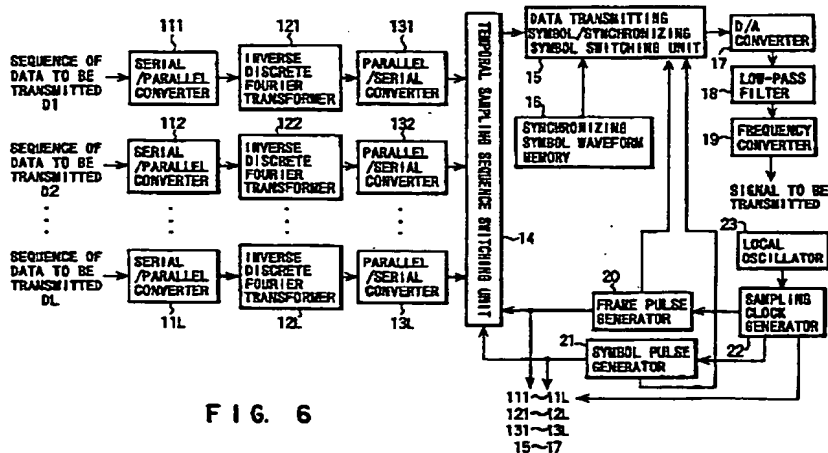 111
121
131
SEQUENCE OF
DATA TO BE
TRANSMITTED
D1
SERIAL
/PARALLEL
CONVERTER
INVERSE
DISCRETE
FOURIER
TRANSFORMER
PARALLEL
/SERIAL
CONVERTER
112
122
132
SEQUENCE OF
DATA TO BE
TRANSMITTED
D2
SERIAL
/PARALLEL
CONVERTER
INVERSE
DISCRETE
FOURIER
TRANSFORMER
PARALLEL
/SERIAL
CONVERTER
SEQUENCE OF
DATA TO BE
TRANSMITTED
DL
SERIAL
/PARALLEL
CONVERTER
INVERSE
DISCRETE
FOURIER
TRANSFORMER
PARALLEL
/SERIAL
CONVERTER
11L
12L
13L
TEMPORAL SAMPLING SEQUENCE SWITCHING UNIT
14
DATA TRANSMITTING
SYMBOL/SYNCHRONIZING
SYMBOL SWITCHING UNIT
15
16
SYNCHRONIZING
SYMBOL WAVEFORM
MEMORY
D/A
CONVERTER
17
LOW-PASS
FILTER
18
FREQUENCY
CONVERTER
19
SIGNAL TO BE
TRANSMITTED
23
LOCAL
OSCILLATOR
20
FRAME PULSE
GENERATOR
SAMPLING
CLOCK
GENERATOR
22
21
SYMBOL PULSE
GENERATOR
111~11L
121~12L
131~13L
15~17
FIG. 6